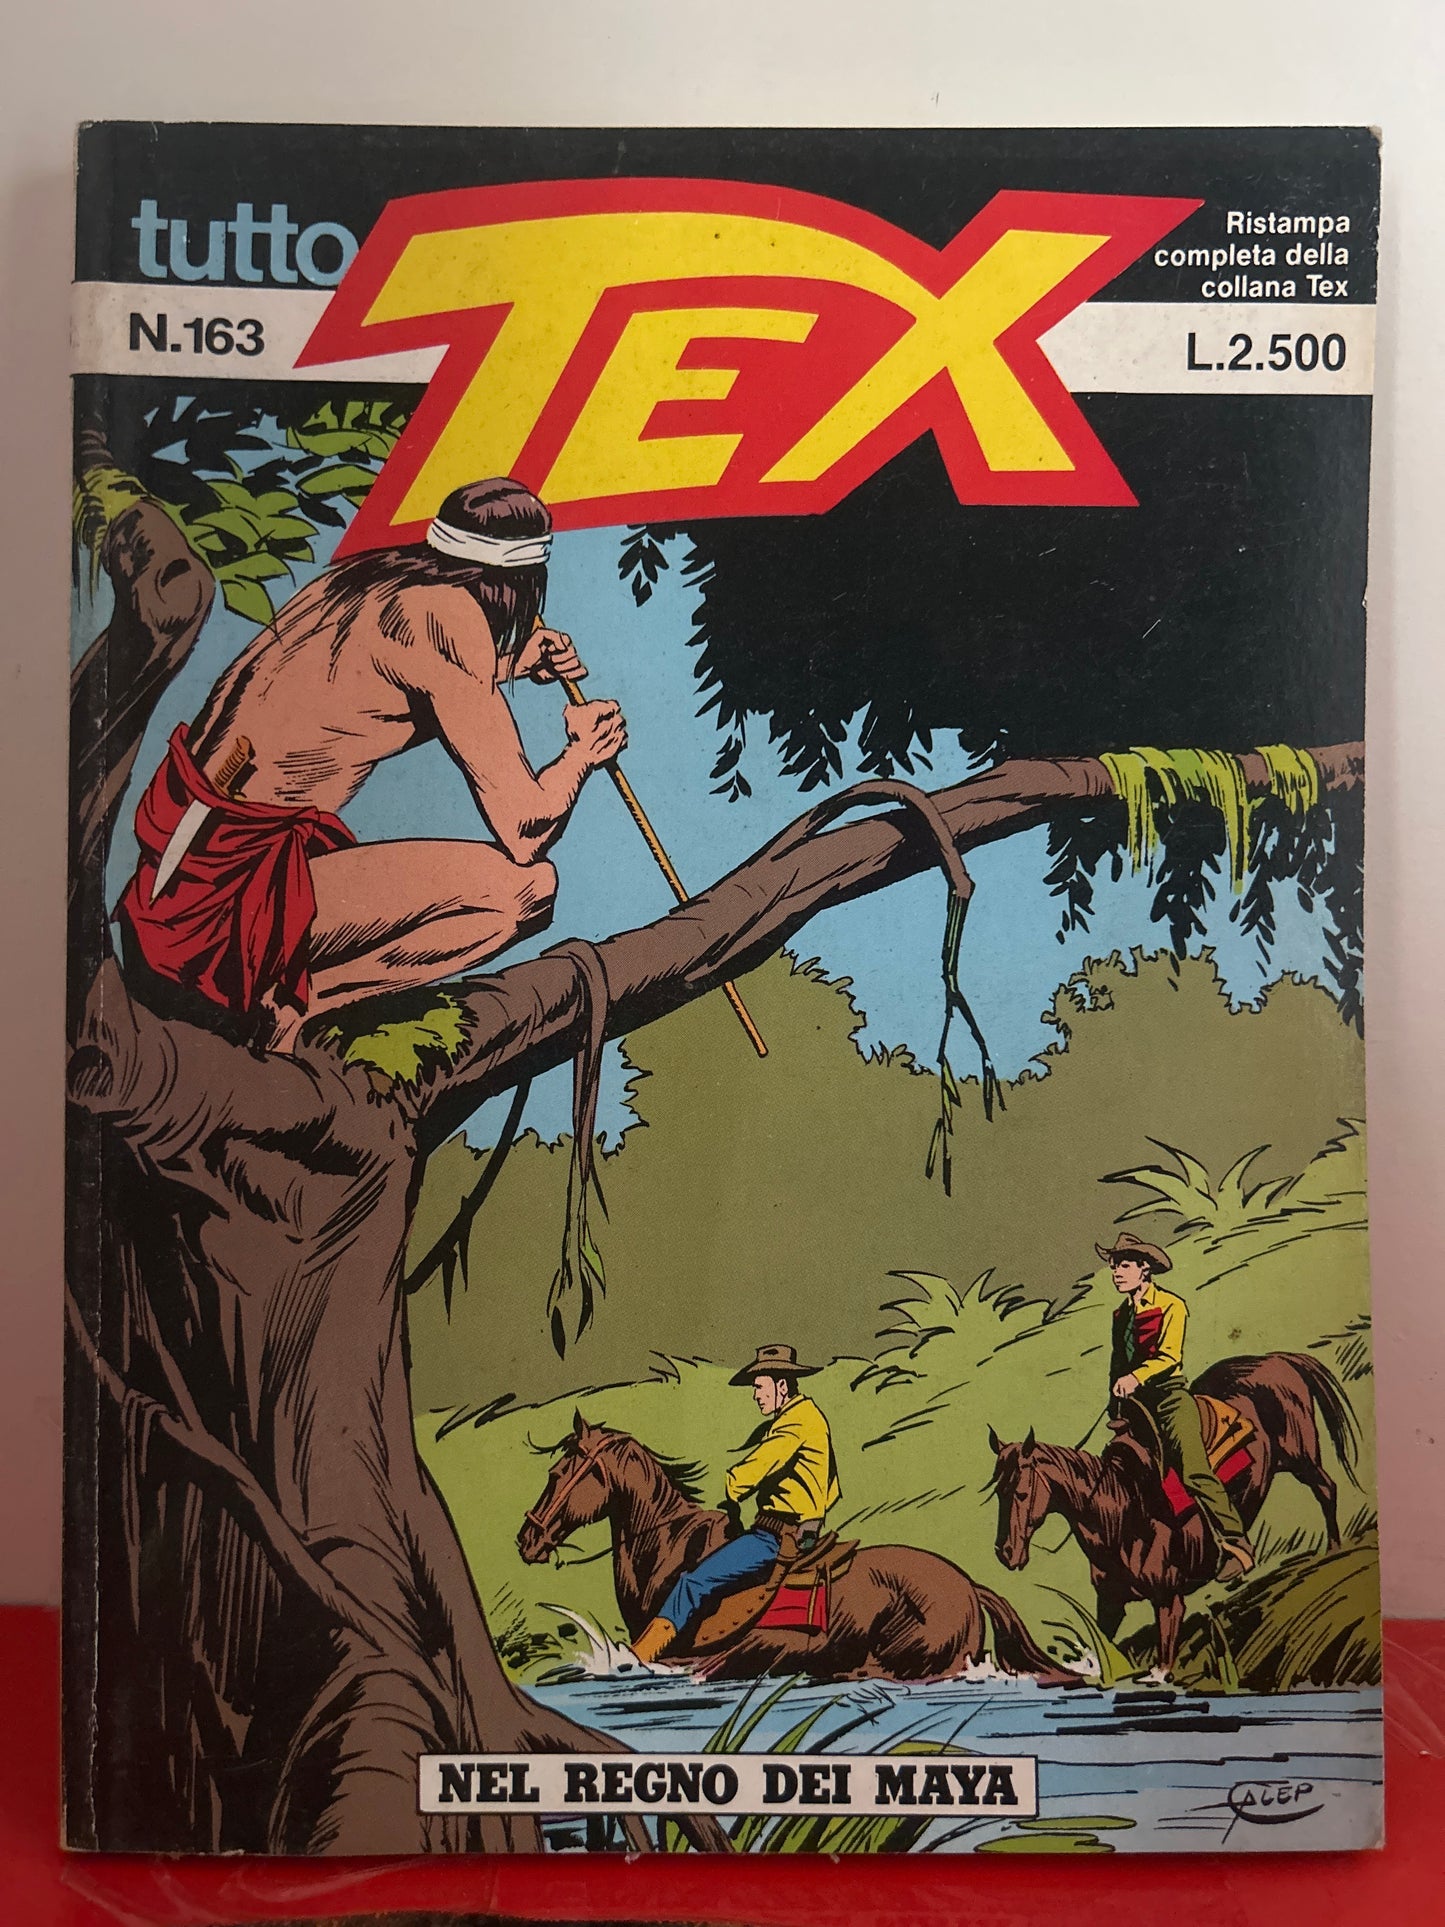 tutto
TEX
Ristampa
completa della
collana Tex
N.163
L.2.500
NEL REGNO DEI MAYA
GALEP